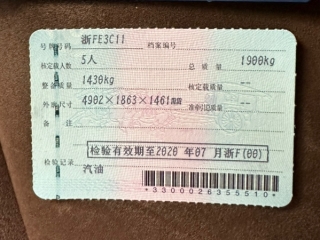 号牌号码 浙FE3C11 档案编号
核定载人数 5人 总质量 1900kg
整备质量 1430kg 核定载质量 --
外廓尺寸 4902×1863×1461mm 准牵引总质量 --
备注
检验有效期至2020年07月浙F(00)
检验记录
汽油
*3300026355510*